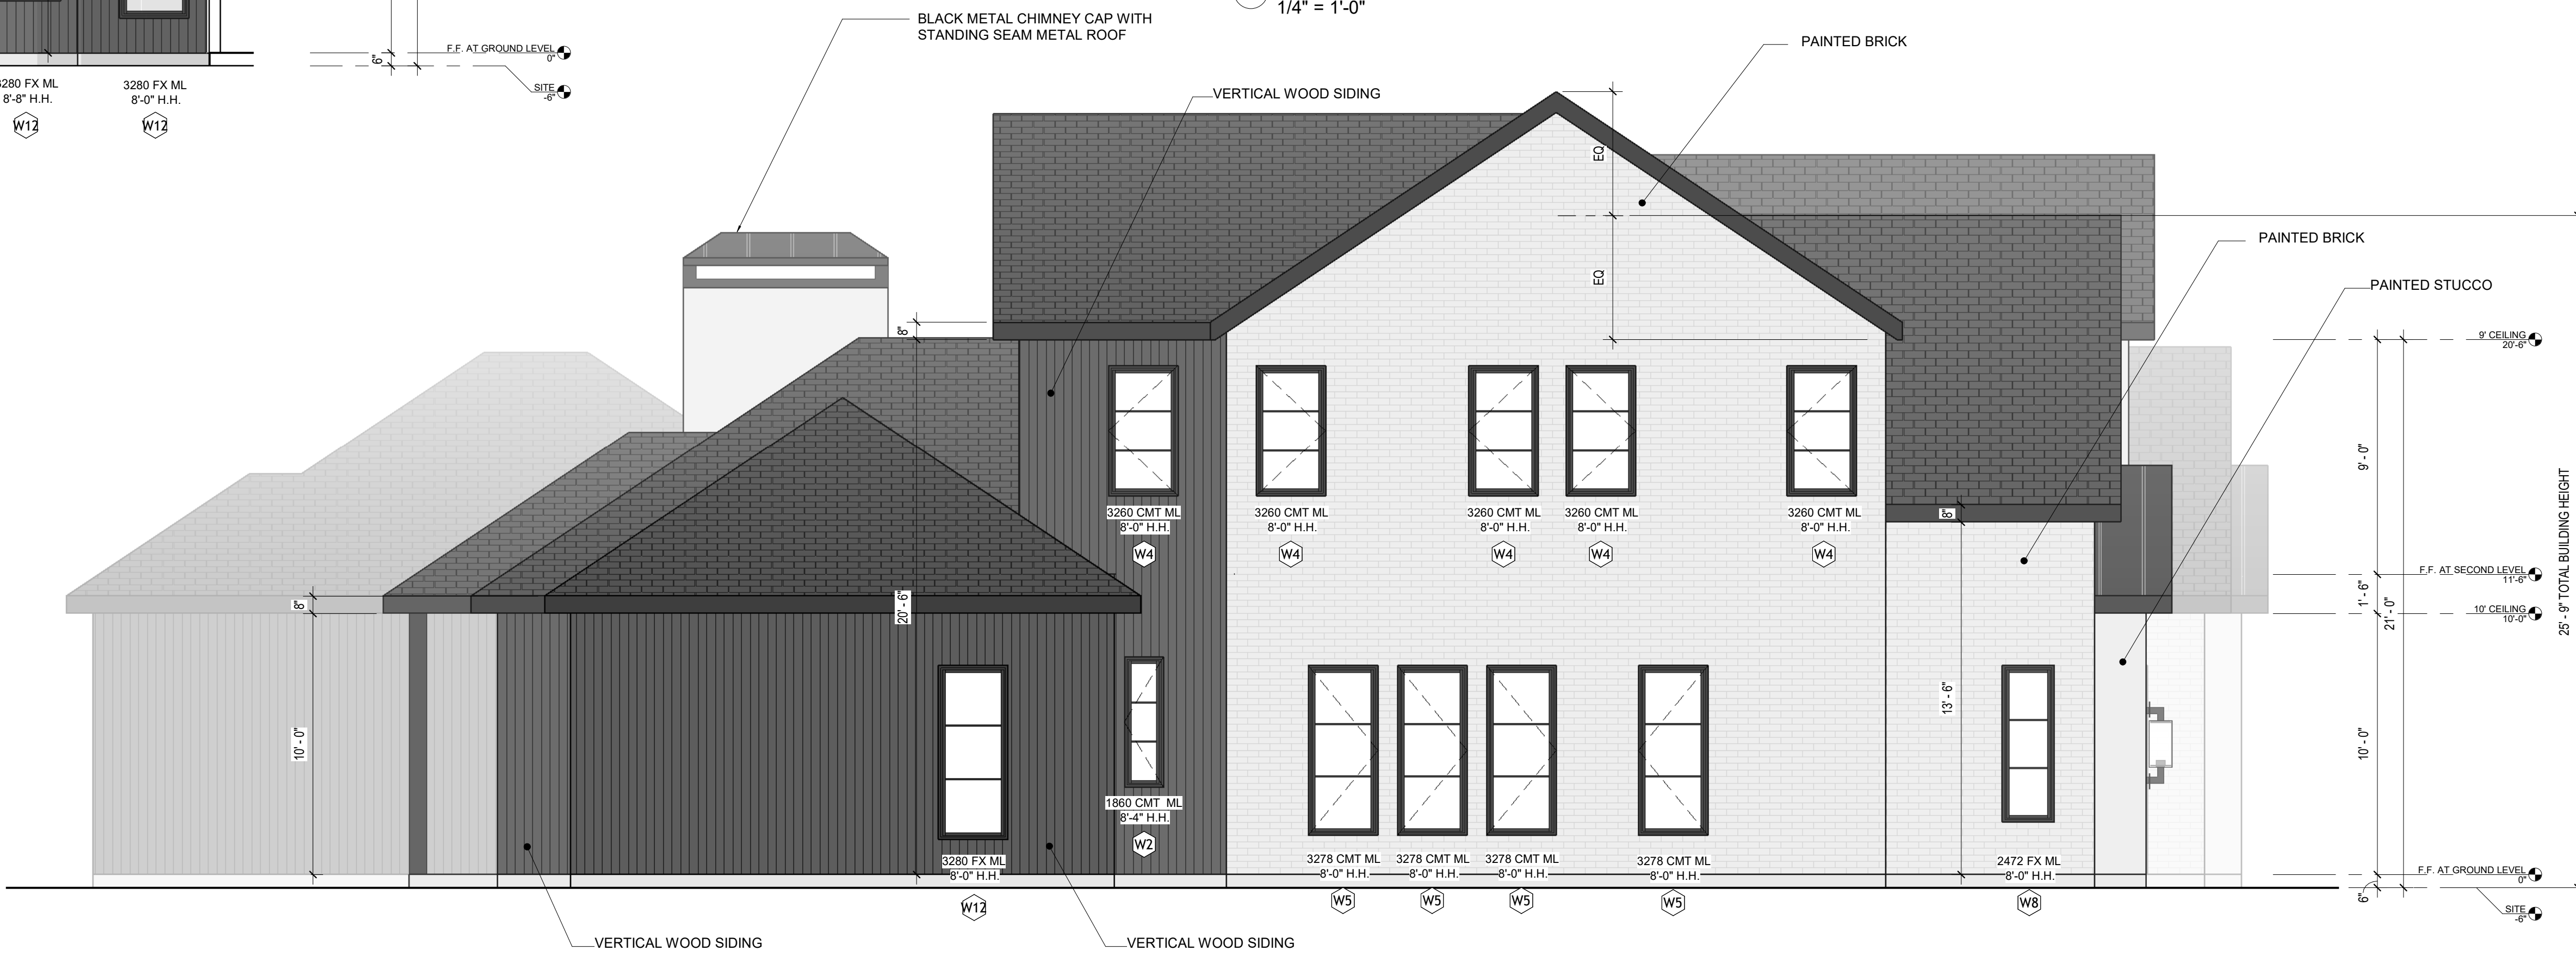 1/4" = 1'-0"
BLACK METAL CHIMNEY CAP WITH
STANDING SEAM METAL ROOF
PAINTED BRICK
F.F. AT GROUND LEVEL
0"
6"
SITE
-6"
3280 FX ML
8'-8" H.H.
W12
3280 FX ML
8'-0" H.H.
W12
VERTICAL WOOD SIDING
EQ
EQ
PAINTED BRICK
PAINTED STUCCO
8"
9' CEILING
20'-6"
9' - 0"
3260 CMT ML
8'-0" H.H.
W4
3260 CMT ML
8'-0" H.H.
W4
3260 CMT ML
8'-0" H.H.
W4
3260 CMT ML
8'-0" H.H.
W4
3260 CMT ML
8'-0" H.H.
W4
8"
F.F. AT SECOND LEVEL
11'-6"
1' - 6"
21' - 0"
25' - 9" TOTAL BUILDING HEIGHT
10' CEILING
10'-0"
8"
20' - 6"
10' - 0"
13' - 6"
10' - 0"
1860 CMT  ML
8'-4" H.H.
W2
3280 FX ML
8'-0" H.H.
W12
3278 CMT ML
8'-0" H.H.
W5
3278 CMT ML
8'-0" H.H.
W5
3278 CMT ML
8'-0" H.H.
W5
3278 CMT ML
8'-0" H.H.
W5
2472 FX ML
8'-0" H.H.
W8
F.F. AT GROUND LEVEL
0"
6"
SITE
-6"
VERTICAL WOOD SIDING
VERTICAL WOOD SIDING